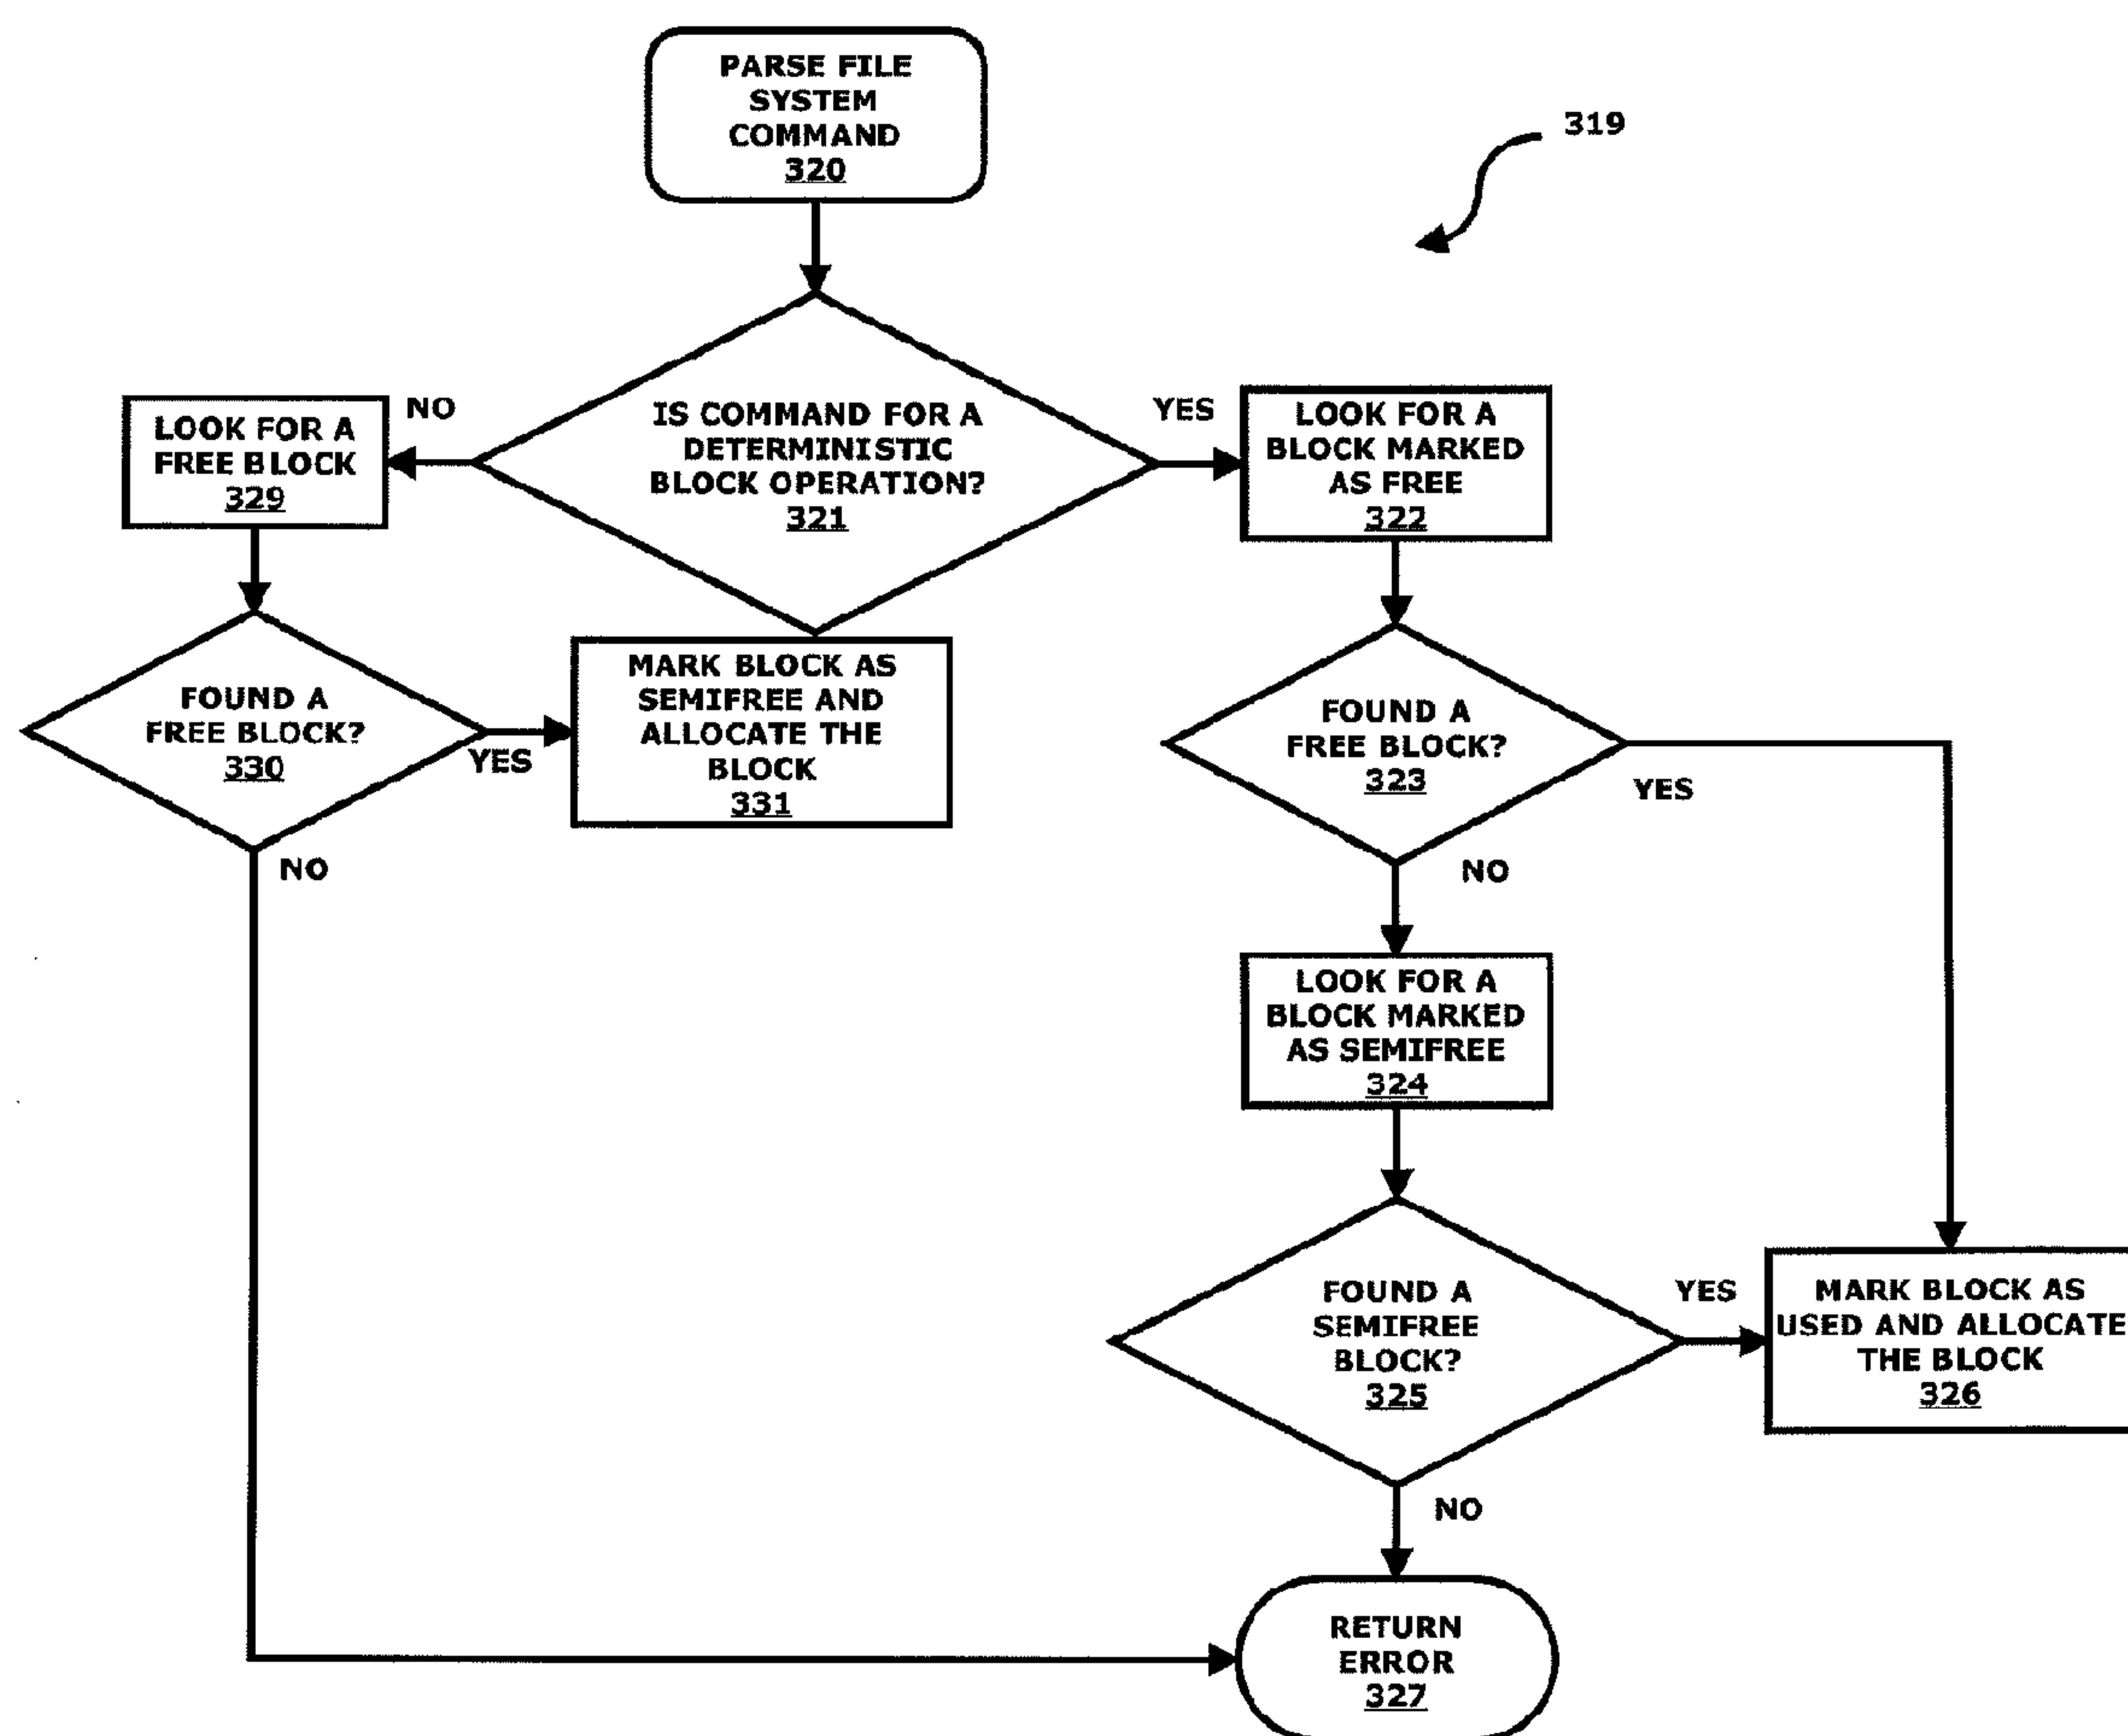 PARSE FILE
SYSTEM
COMMAND
320
319
IS COMMAND FOR A
DETERMINISTIC
BLOCK OPERATION?
321
NO
YES
LOOK FOR A
FREE BLOCK
329
LOOK FOR A
BLOCK MARKED
AS FREE
322
FOUND A
FREE BLOCK?
330
YES
NO
MARK BLOCK AS
SEMIFREE AND
ALLOCATE THE
BLOCK
331
FOUND A
FREE BLOCK?
323
YES
NO
LOOK FOR A
BLOCK MARKED
AS SEMIFREE
324
FOUND A
SEMIFREE
BLOCK?
325
YES
NO
MARK BLOCK AS
USED AND ALLOCATE
THE BLOCK
326
RETURN
ERROR
327